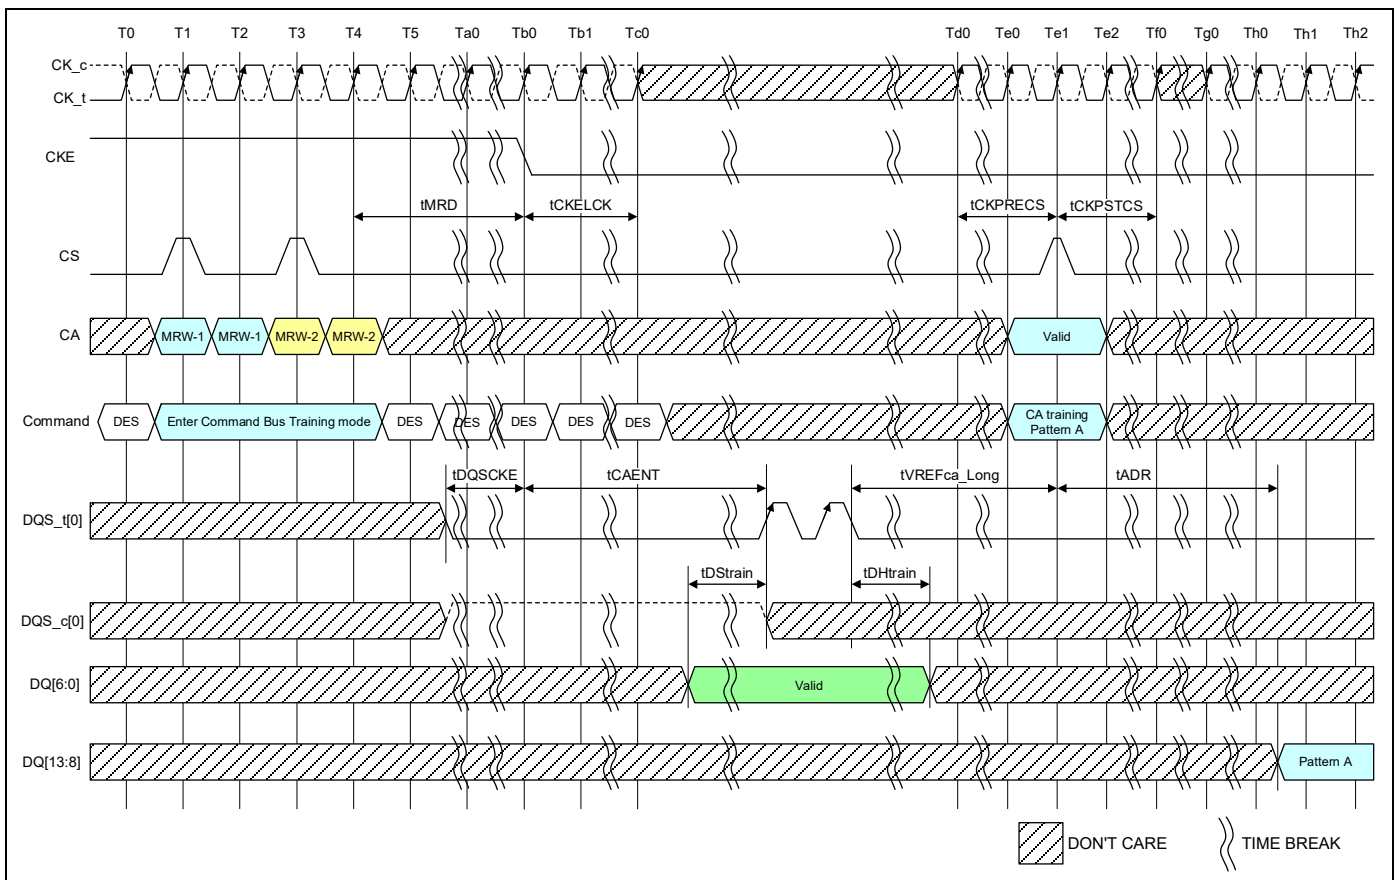 T0 T1 T2 T3 T4 T5 Ta0 Tb0 Tb1 Tc0 Td0 Te0 Te1 Te2 Tf0 Tg0 Th0 Th1 Th2
CK_c
CK_t
CKE
tMRD tCKELCK tCKPRECS tCKPSTCS
CS
CA MRW-1 MRW-1 MRW-2 MRW-2 Valid
Command DES Enter Command Bus Training mode DES DES DES DES DES CA training
Pattern A
tDQSCKE tCAENT tVREFca_Long tADR
DQS_t[0]
tDStrain tDHtrain
DQS_c[0]
DQ[6:0] Valid
DQ[13:8] Pattern A
DON'T CARE TIME BREAK